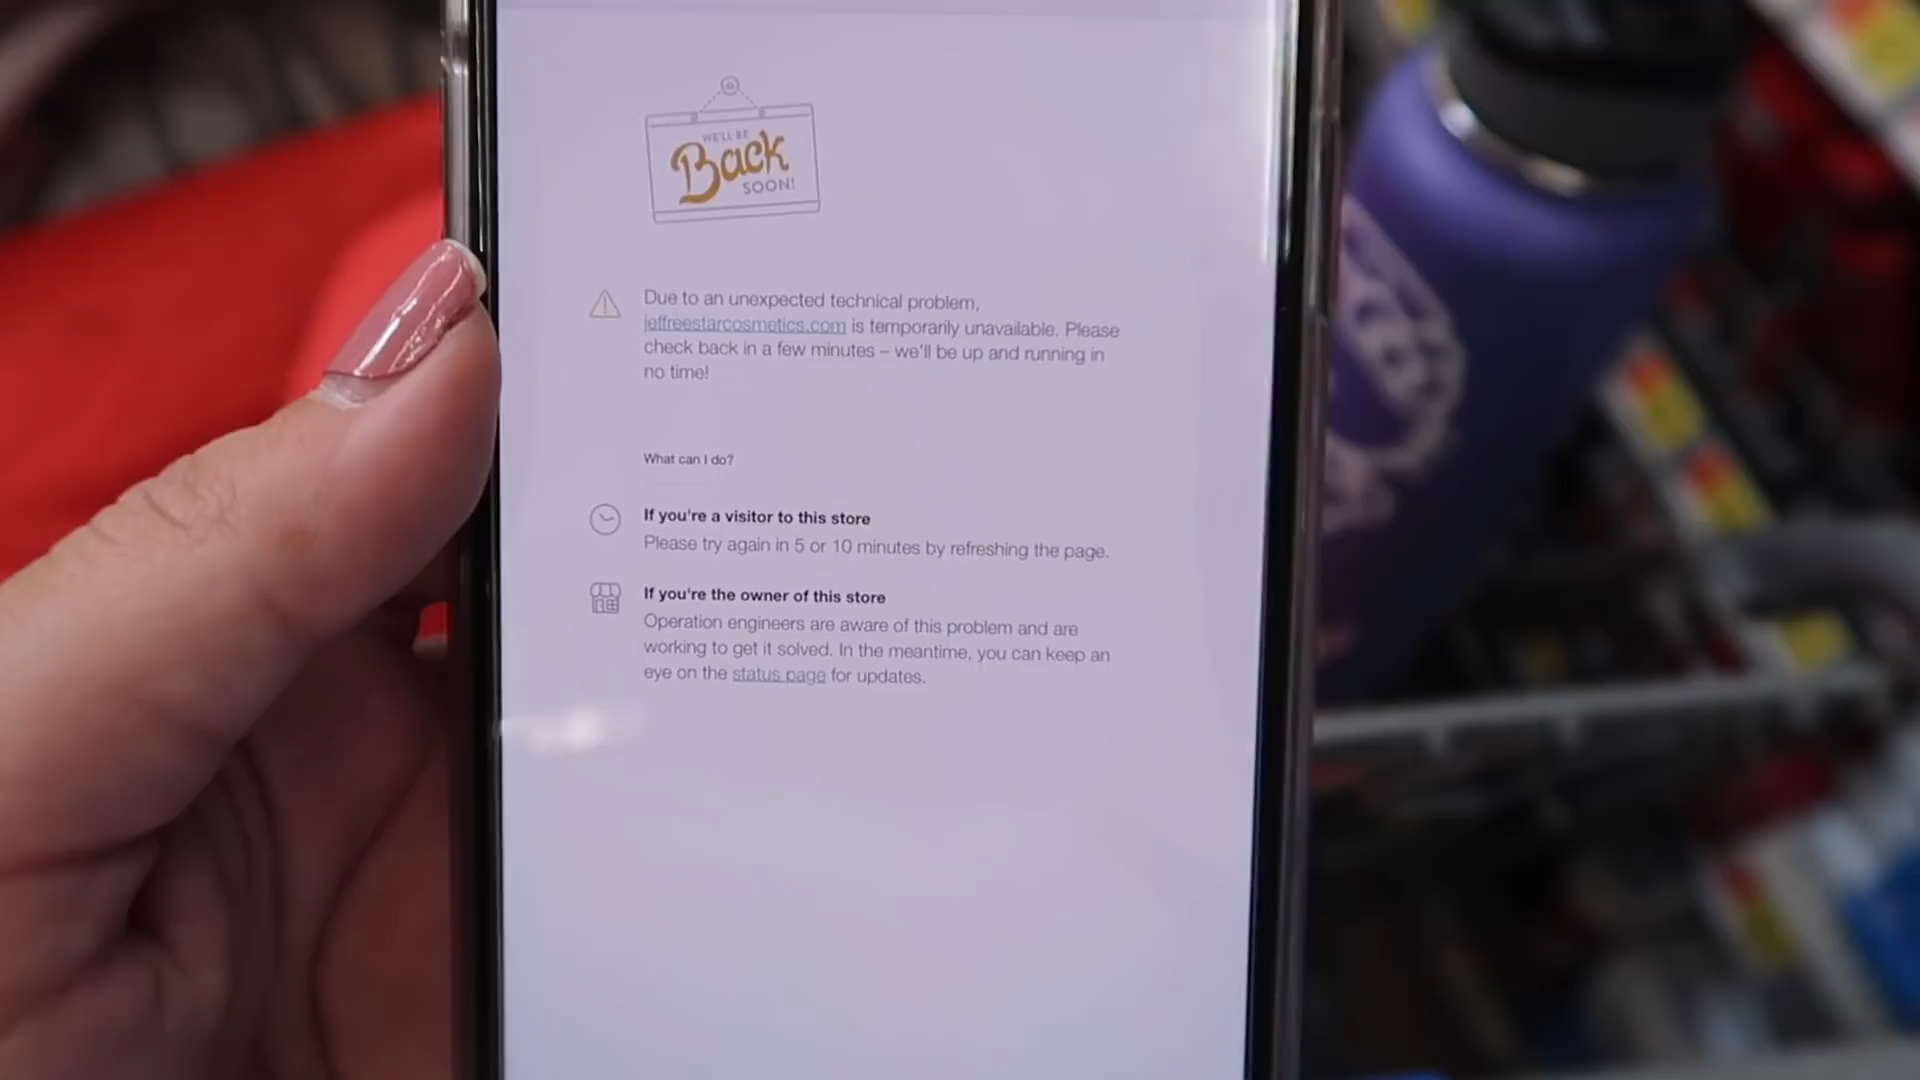 WE'LL BE
Back
SOON!
Due to an unexpected technical problem,
jeffreestarcosmetics.com is temporarily unavailable. Please
check back in a few minutes – we'll be up and running in
no time!
What can I do?
If you're a visitor to this store
Please try again in 5 or 10 minutes by refreshing the page.
If you're the owner of this store
Operation engineers are aware of this problem and are
working to get it solved. In the meantime, you can keep an
eye on the status page for updates.